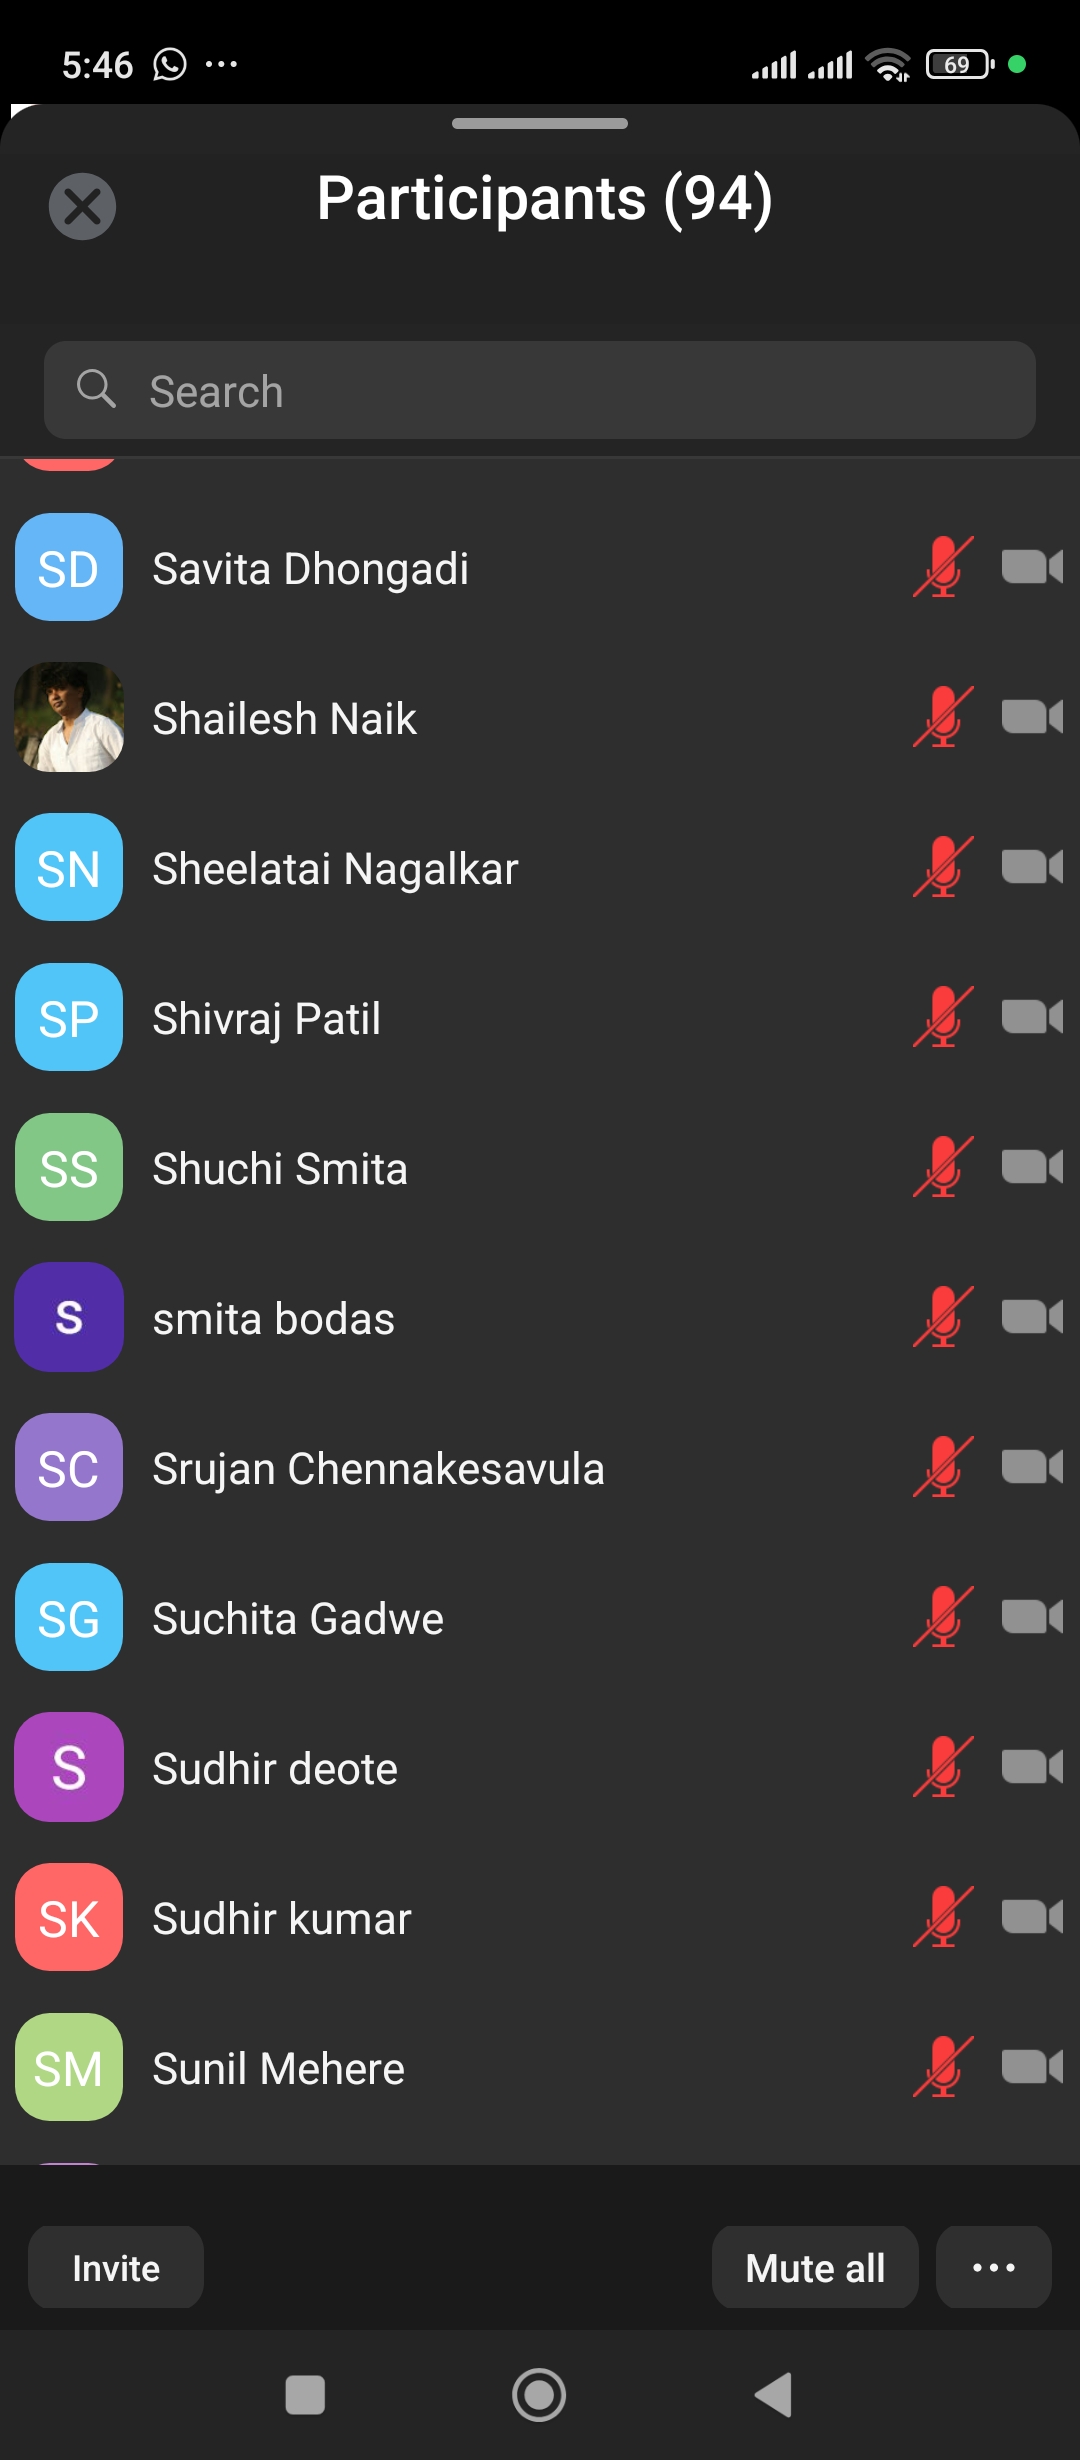 5:46
69
Participants (94)
Search
SD Savita Dhongadi
Shailesh Naik
SN Sheelatai Nagalkar
SP Shivraj Patil
SS Shuchi Smita
S smita bodas
SC Srujan Chennakesavula
SG Suchita Gadwe
S Sudhir deote
SK Sudhir kumar
SM Sunil Mehere
Invite Mute all